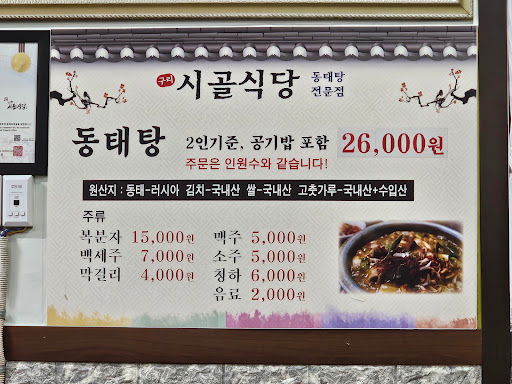 구리 시골식당 동태탕 전문점
동태탕 2인기준, 공기밥 포함 26,000원
주문은 인원수와 같습니다!
원산지 : 동태-러시아 김치-국내산 쌀-국내산 고춧가루-국내산+수입산
주류
복분자 15,000원 맥주 5,000원
백세주 7,000원 소주 5,000원
막걸리 4,000원 청하 6,000원
음료 2,000원